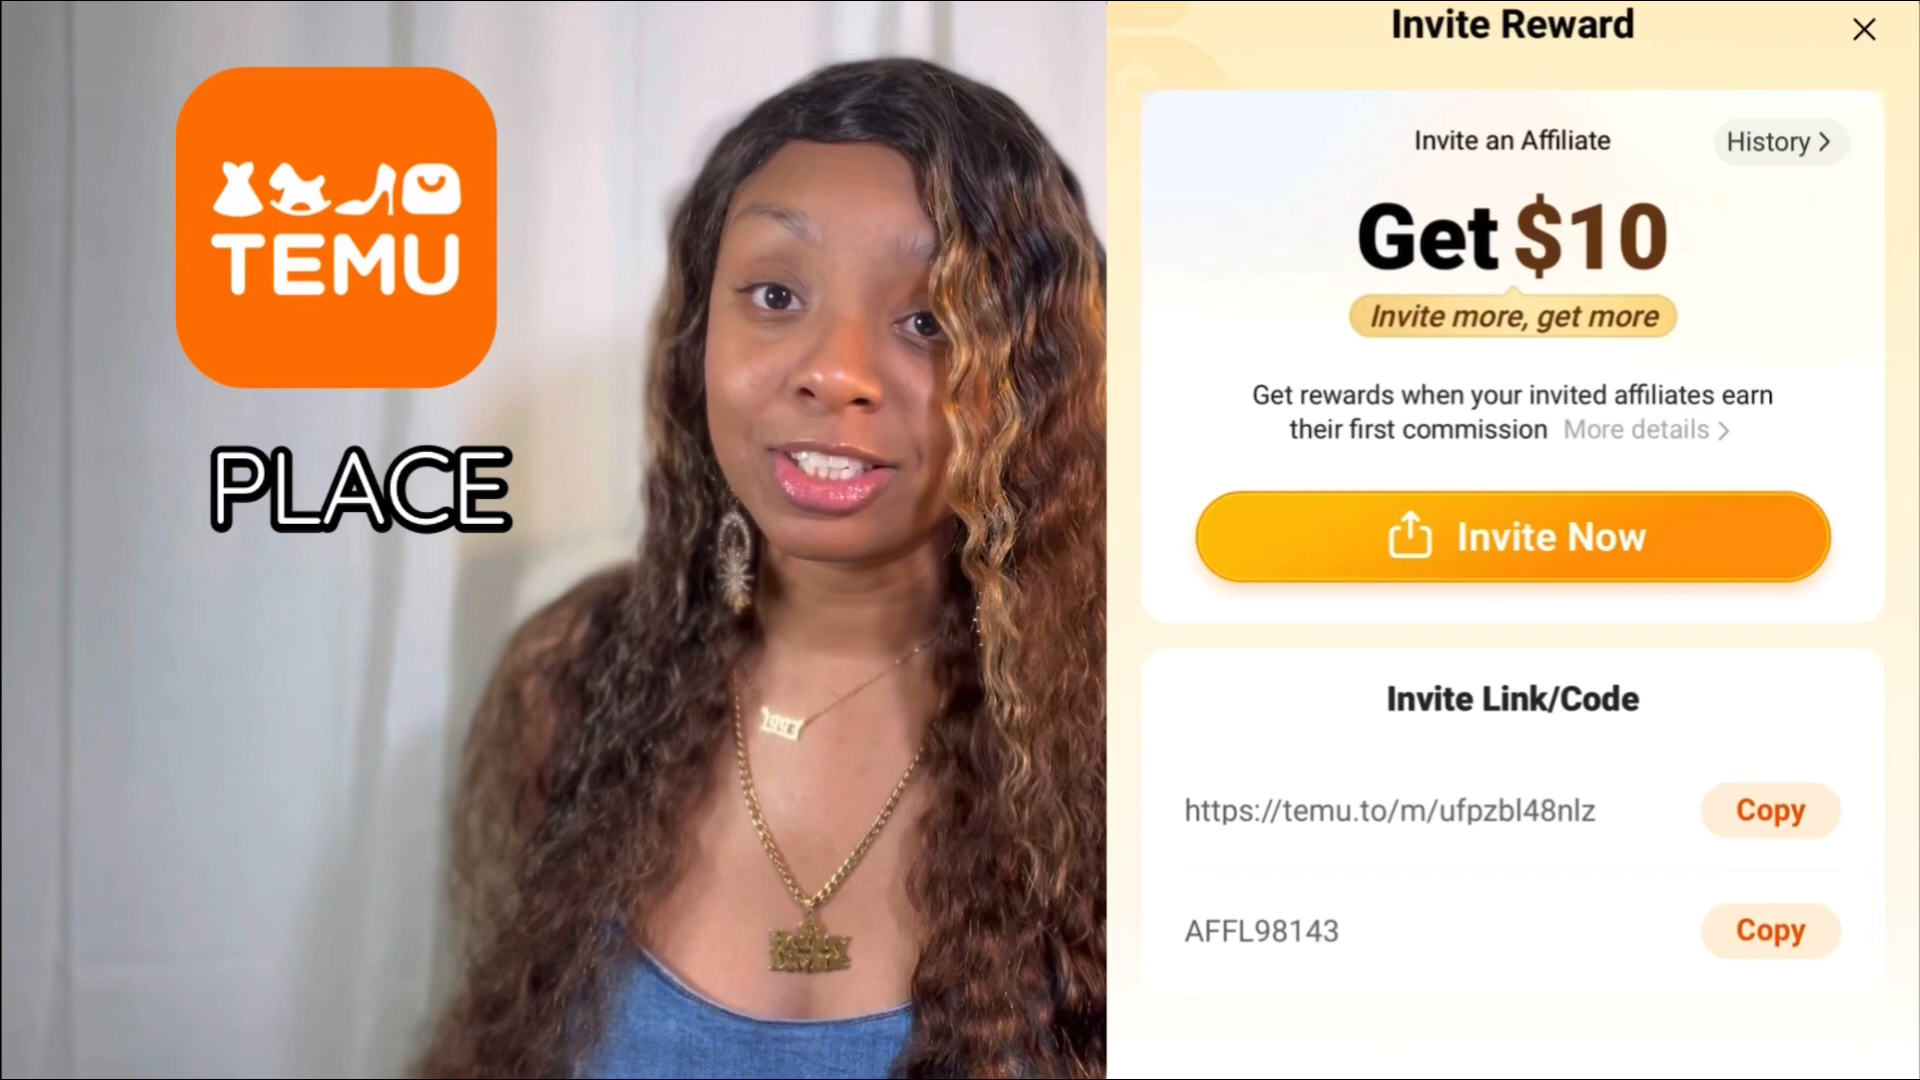 TEMU
PLACE
1993
Invite Reward
Invite an Affiliate
History >
Get $10
Invite more, get more
Get rewards when your invited affiliates earn
their first commission More details >
Invite Now
Invite Link/Code
https://temu.to/m/ufpzbl48nlz
Copy
AFFL98143
Copy